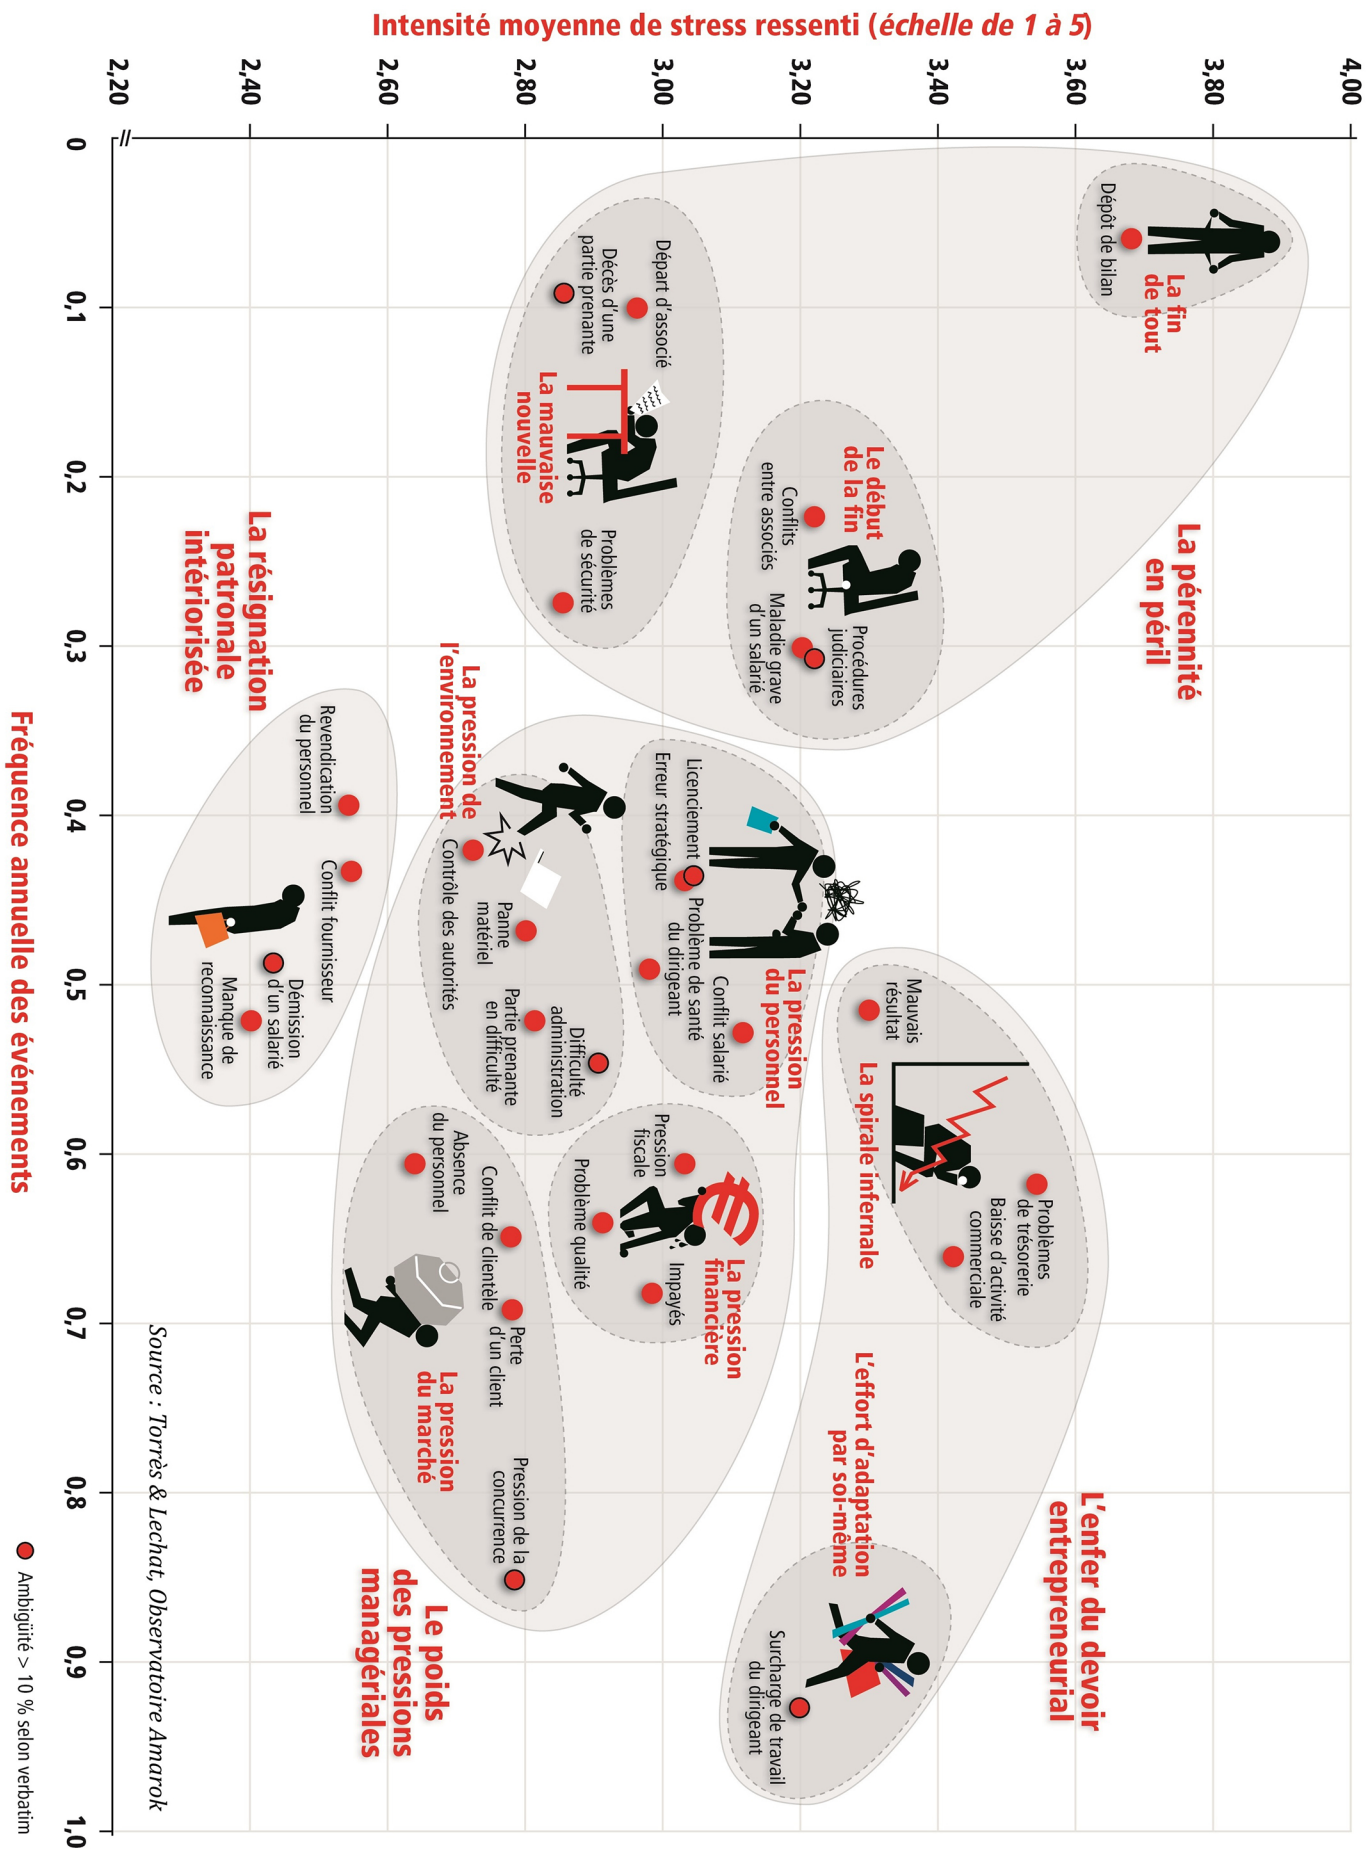 Intensité moyenne de stress ressenti (échelle de 1 à 5)
4,00
3,80
3,60
3,40
3,20
3,00
2,80
2,60
2,40
2,20
0
0,1
0,2
0,3
0,4
0,5
0,6
0,7
0,8
0,9
1,0
Fréquence annuelle des événements
La pérennité
en péril
La fin
de tout
Dépôt de bilan
Le début
de la fin
Conflits
entre associés
Procédures
judiciaires
Maladie grave
d'un salarié
Départ d'associé
Décès d'une
partie prenante
La mauvaise
nouvelle
Problèmes
de sécurité
L'enfer du devoir
entrepreneurial
Mauvais
résultat
La spirale infernale
Problèmes
de trésorerie
Baisse d'activité
commerciale
L'effort d'adaptation
par soi-même
Surcharge de travail
du dirigeant
La pression
du personnel
Licenciement
Erreur stratégique
Problème de santé
du dirigeant
Conflit salarié
La pression
financière
Pression
fiscale
Impayés
Problème qualité
La pression de
l'environnement
Contrôle des autorités
Panne
matériel
Difficulté
administration
Partie prenante
en difficulté
La pression
du marché
Absence
du personnel
Conflit de clientèle
Perte
d'un client
Pression de la
concurrence
Le poids
des pressions
managériales
La résignation
patronale
intériorisée
Revendication
du personnel
Conflit fournisseur
Démission
d'un salarié
Manque de
reconnaissance
Source : Torrès & Lechat, Observatoire Amarok
Ambigüité > 10 % selon verbatim